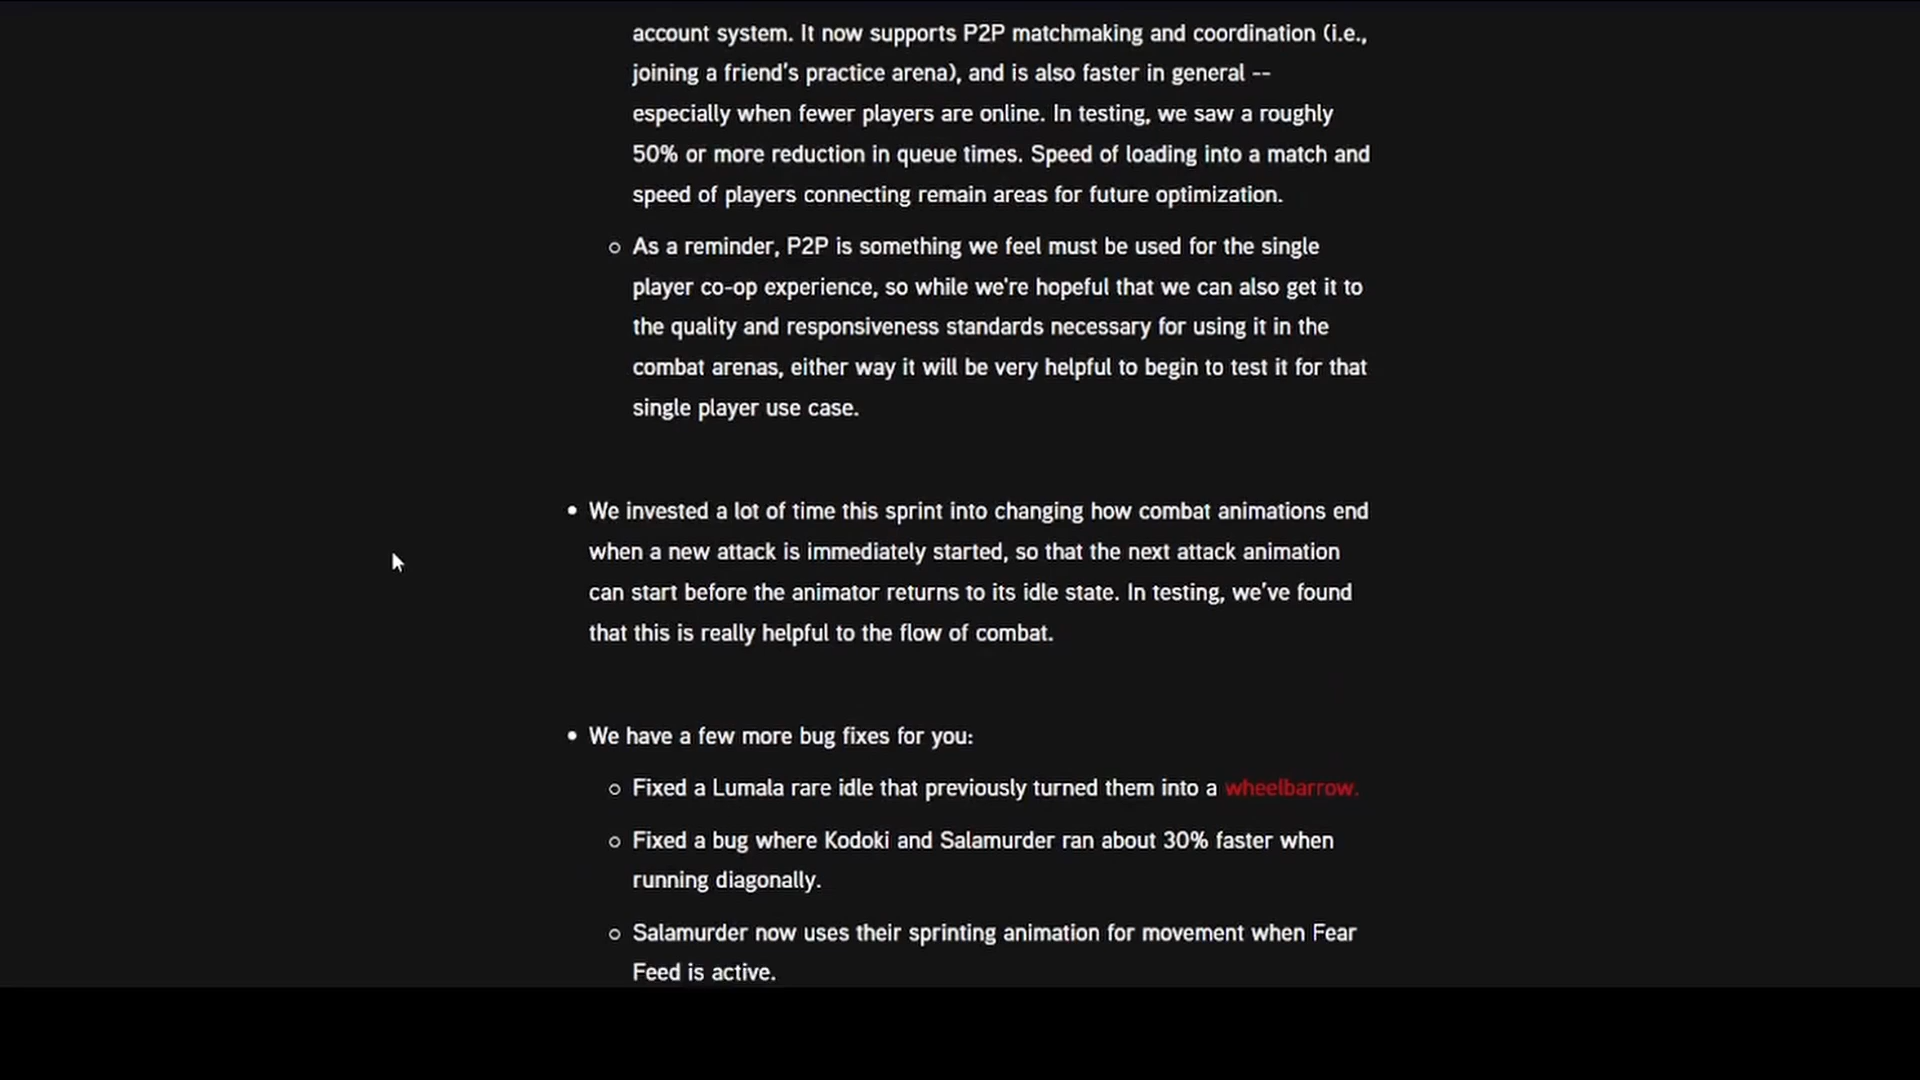 account system. It now supports P2P matchmaking and coordination (i.e.,
joining a friend's practice arena), and is also faster in general --
especially when fewer players are online. In testing, we saw a roughly
50% or more reduction in queue times. Speed of loading into a match and
speed of players connecting remain areas for future optimization.
As a reminder, P2P is something we feel must be used for the single
player co-op experience, so while we're hopeful that we can also get it to
the quality and responsiveness standards necessary for using it in the
combat arenas, either way it will be very helpful to begin to test it for that
single player use case.
We invested a lot of time this sprint into changing how combat animations end
when a new attack is immediately started, so that the next attack animation
can start before the animator returns to its idle state. In testing, we've found
that this is really helpful to the flow of combat.
We have a few more bug fixes for you:
Fixed a Lumala rare idle that previously turned them into a wheelbarrow.
Fixed a bug where Kodoki and Salamurder ran about 30% faster when
running diagonally.
Salamurder now uses their sprinting animation for movement when Fear
Feed is active.